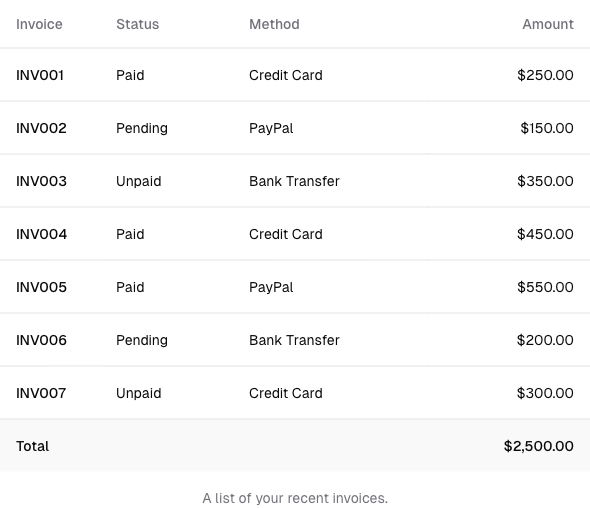 Invoice Status Method Amount
INV001 Paid Credit Card $250.00
INV002 Pending PayPal $150.00
INV003 Unpaid Bank Transfer $350.00
INV004 Paid Credit Card $450.00
INV005 Paid PayPal $550.00
INV006 Pending Bank Transfer $200.00
INV007 Unpaid Credit Card $300.00
Total $2,500.00
A list of your recent invoices.